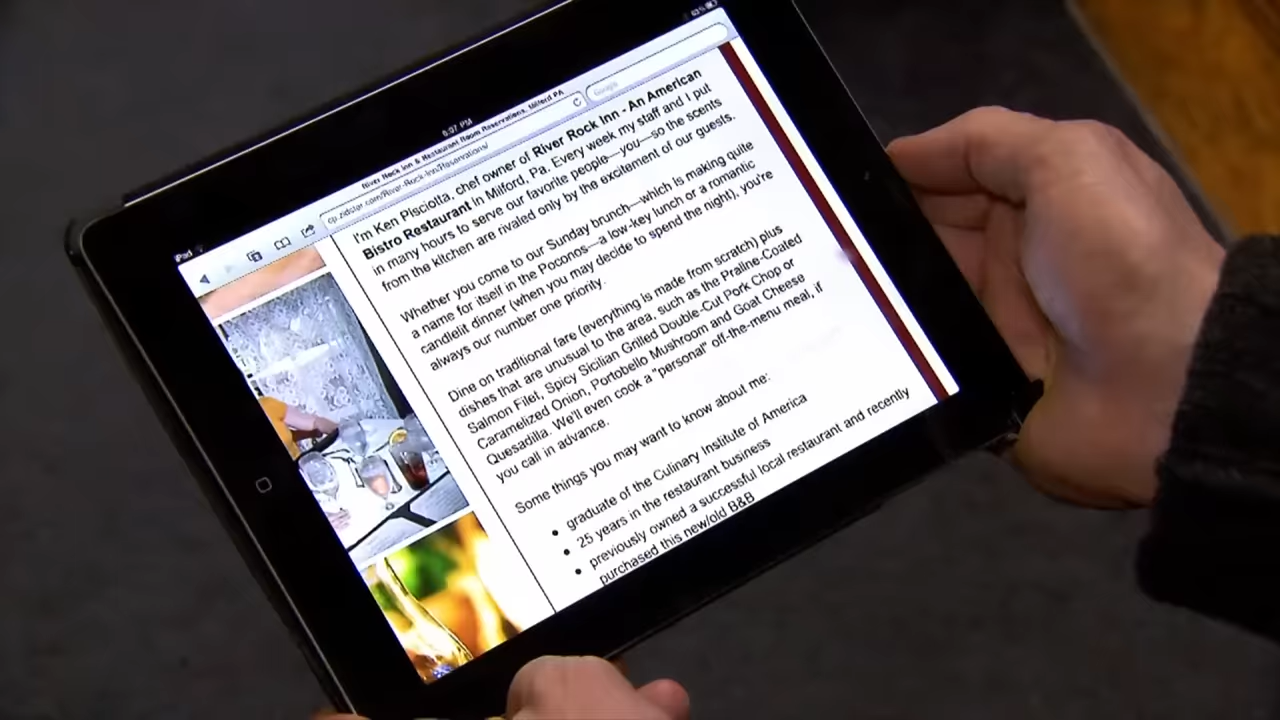 iPad
6:07 PM
River Rock Inn & Restaurant Room Reservations, Milford PA
cp.zidster.com/River-Rock-Inn/Reservations/
Google
I'm Ken Pisciotta, chef owner of River Rock Inn - An American
Bistro Restaurant in Milford, Pa. Every week my staff and I put
in many hours to serve our favorite people—you—so the scents
from the kitchen are rivaled only by the excitement of our guests.
Whether you come to our Sunday brunch—which is making quite
a name for itself in the Poconos—a low-key lunch or a romantic
candlelit dinner (when you may decide to spend the night), you're
always our number one priority.
Dine on traditional fare (everything is made from scratch) plus
dishes that are unusual to the area, such as the Praline-Coated
Salmon Filet, Spicy Sicilian Grilled Double-Cut Pork Chop or
Caramelized Onion, Portobello Mushroom and Goat Cheese
Quesadilla. We'll even cook a "personal" off-the-menu meal, if
you call in advance.
Some things you may want to know about me:
• graduate of the Culinary Institute of America
• 25 years in the restaurant business
• previously owned a successful local restaurant and recently
purchased this new/old B&B